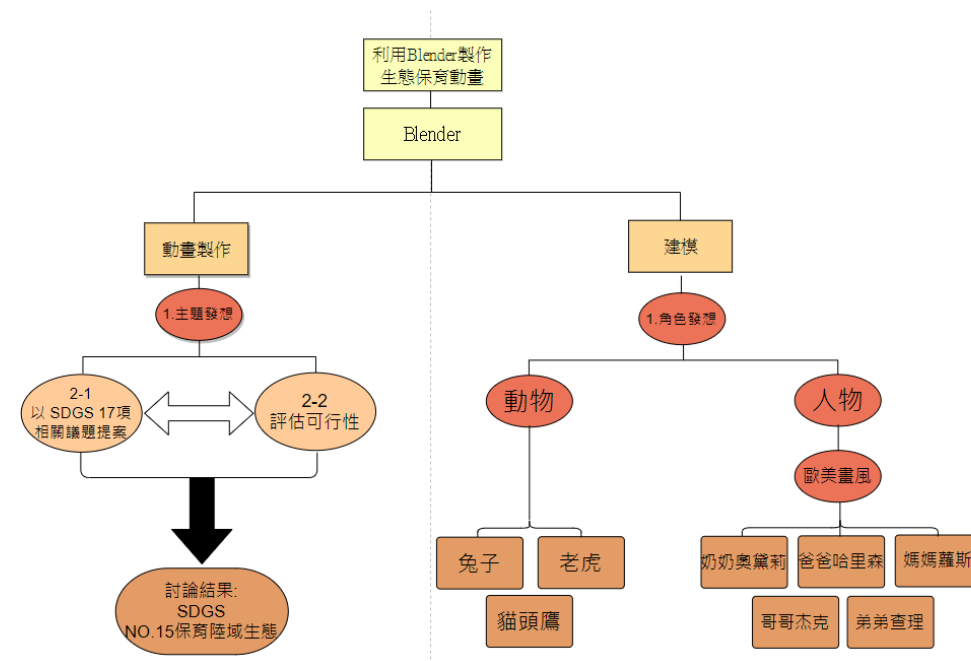 利用Blender製作
生態保育動畫
Blender
動畫製作
建模
1.主題發想
1.角色發想
2-1
以 SDGS 17項
相關議題提案
2-2
評估可行性
動物
人物
歐美畫風
兔子
老虎
貓頭鷹
奶奶奧黛莉
爸爸哈里森
媽媽蘿斯
哥哥杰克
弟弟查理
討論結果:
SDGS
NO.15保育陸域生態